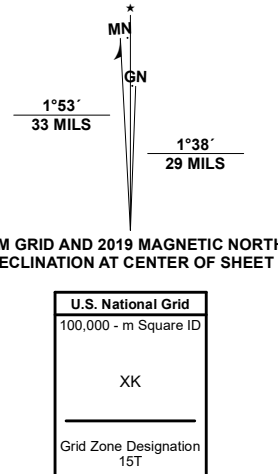 ★
MN
GN
1°53´
33 MILS
1°38´
29 MILS
M GRID AND 2019 MAGNETIC NORTH
ECLINATION AT CENTER OF SHEET
U.S. National Grid
100,000 - m Square ID
XK
Grid Zone Designation
15T